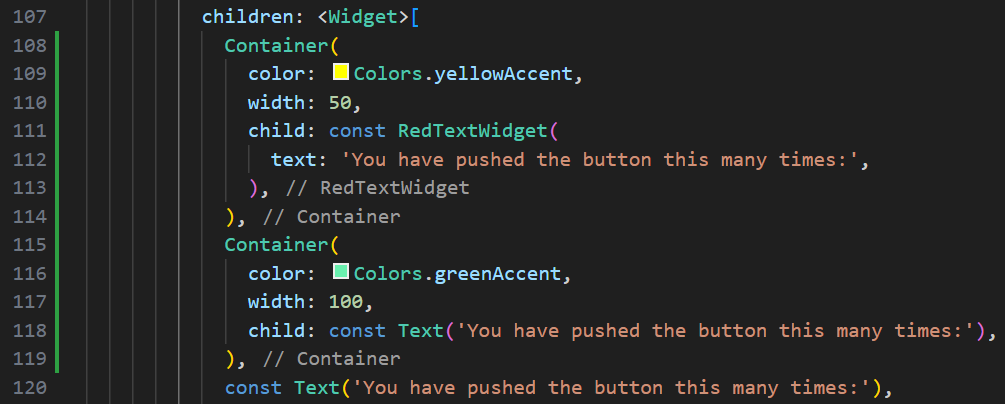 107 children: <Widget>[
108 Container(
109 color: Colors.yellowAccent,
110 width: 50,
111 child: const RedTextWidget(
112 text: 'You have pushed the button this many times:',
113 ), // RedTextWidget
114 ), // Container
115 Container(
116 color: Colors.greenAccent,
117 width: 100,
118 child: const Text('You have pushed the button this many times:'),
119 ), // Container
120 const Text('You have pushed the button this many times:'),